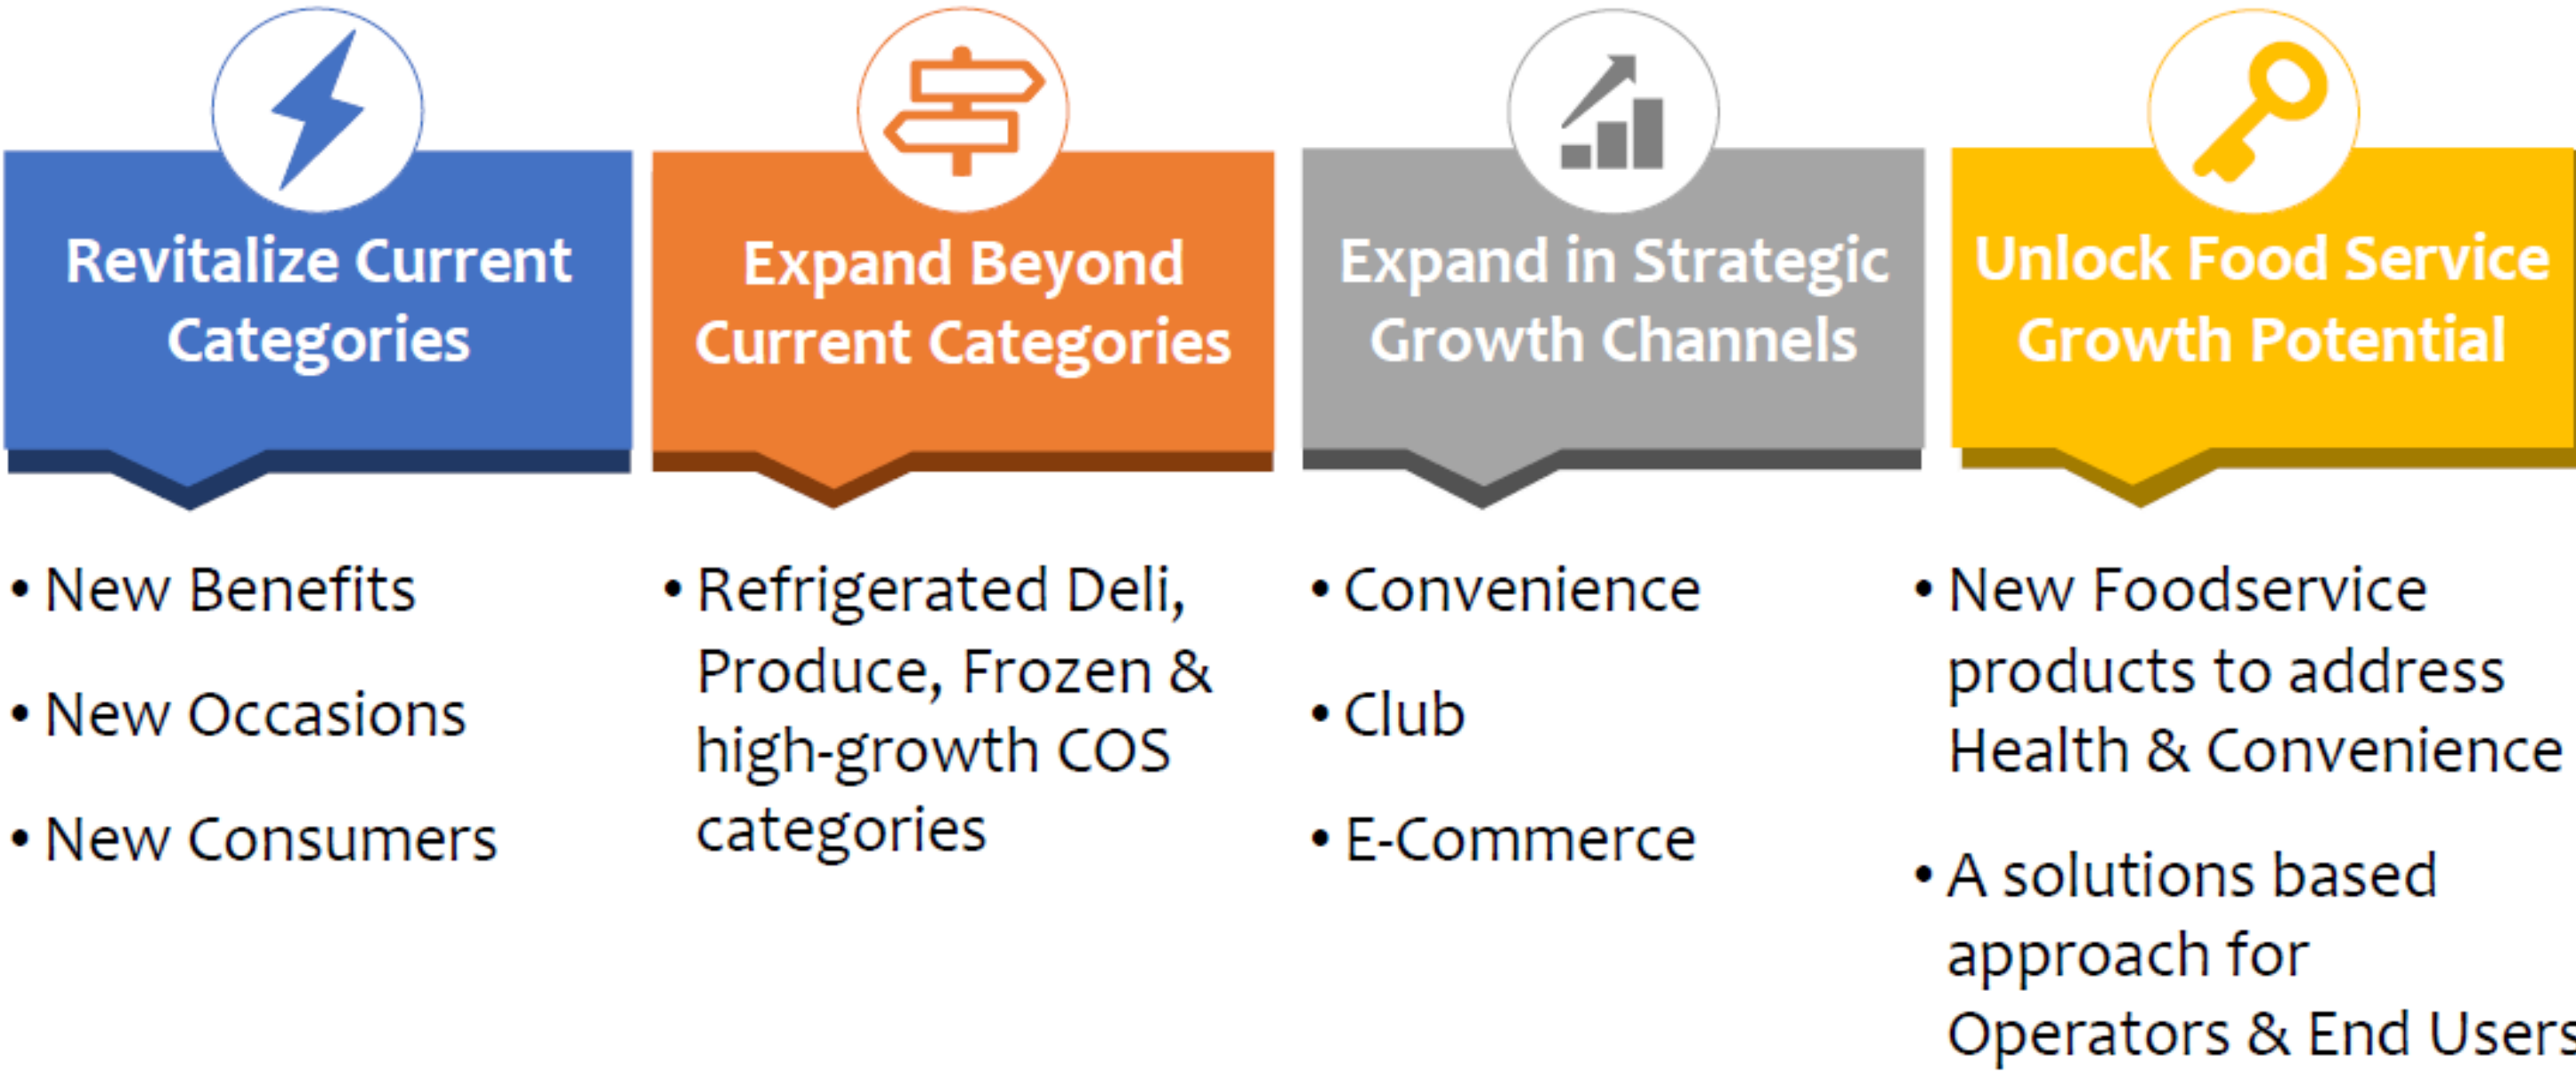 Revitalize Current
Categories
• New Benefits
• New Occasions
• New Consumers
Expand Beyond
Current Categories
• Refrigerated Deli,
Produce, Frozen &
high-growth COS
categories
Expand in Strategic
Growth Channels
• Convenience
• Club
• E-Commerce
Unlock Food Service
Growth Potential
• New Foodservice
products to address
Health & Convenience
• A solutions based
approach for
Operators & End Users